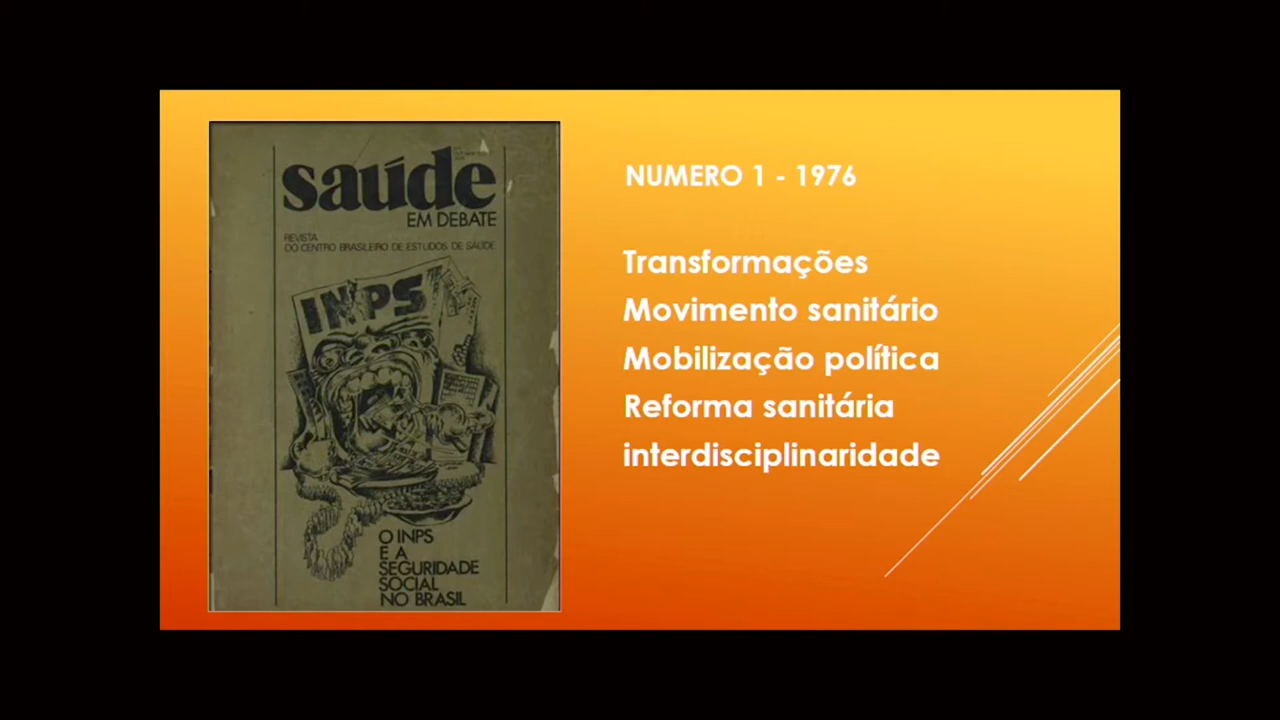 saúde
EM DEBATE
REVISTA
DO CENTRO BRASILEIRO DE ESTUDOS DE SAÚDE
INPS
O INPS
E A
SEGURIDADE
SOCIAL
NO BRASIL
NUMERO 1 - 1976
Transformações
Movimento sanitário
Mobilização política
Reforma sanitária
interdisciplinaridade